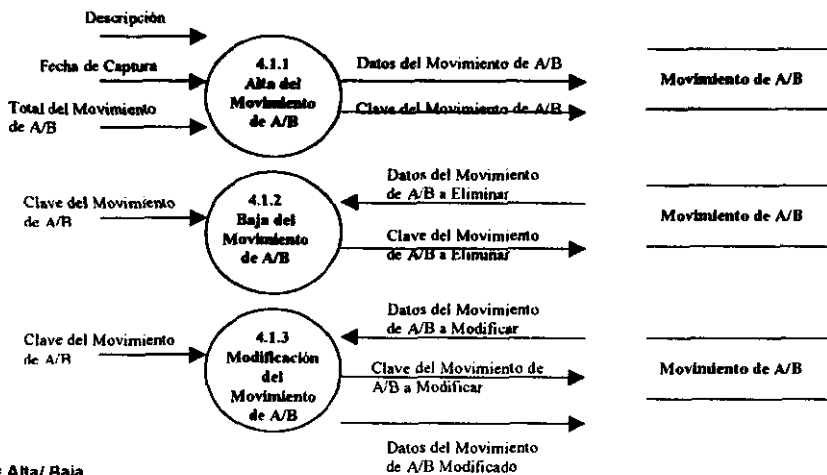 Descripción
Fecha de Captura
Total del Movimiento
de A/B
4.1.1
Alta del
Movimiento
de A/B
Datos del Movimiento de A/B
Clave del Movimiento de A/B
Movimiento de A/B
Clave del Movimiento
de A/B
4.1.2
Baja del
Movimiento
de A/B
Datos del Movimiento
de A/B a Eliminar
Clave del Movimiento
de A/B a Eliminar
Movimiento de A/B
Clave del Movimiento
de A/B
4.1.3
Modificación
del
Movimiento
de A/B
Datos del Movimiento
de A/B a Modificar
Clave del Movimiento de
A/B a Modificar
Datos del Movimiento
de A/B Modificado
Movimiento de A/B
Alta/ Baja